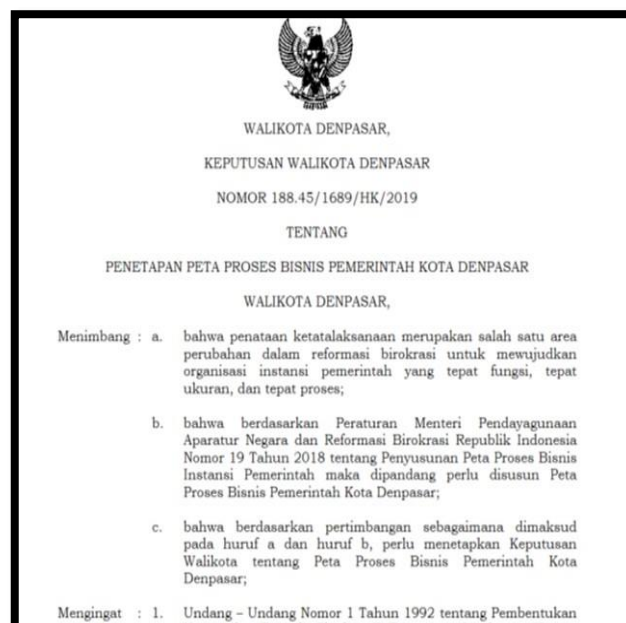 WALIKOTA DENPASAR,
KEPUTUSAN WALIKOTA DENPASAR
NOMOR 188.45/1689/HK/2019
TENTANG
PENETAPAN PETA PROSES BISNIS PEMERINTAH KOTA DENPASAR
WALIKOTA DENPASAR,
Menimbang : a. bahwa penataan ketatalaksanaan merupakan salah satu area
perubahan dalam reformasi birokrasi untuk mewujudkan
organisasi instansi pemerintah yang tepat fungsi, tepat
ukuran, dan tepat proses;
b. bahwa berdasarkan Peraturan Menteri Pendayagunaan
Aparatur Negara dan Reformasi Birokrasi Republik Indonesia
Nomor 19 Tahun 2018 tentang Penyusunan Peta Proses Bisnis
Instansi Pemerintah maka dipandang perlu disusun Peta
Proses Bisnis Pemerintah Kota Denpasar;
c. bahwa berdasarkan pertimbangan sebagaimana dimaksud
pada huruf a dan huruf b, perlu menetapkan Keputusan
Walikota tentang Peta Proses Bisnis Pemerintah Kota
Denpasar;
Mengingat : 1. Undang – Undang Nomor 1 Tahun 1992 tentang Pembentukan